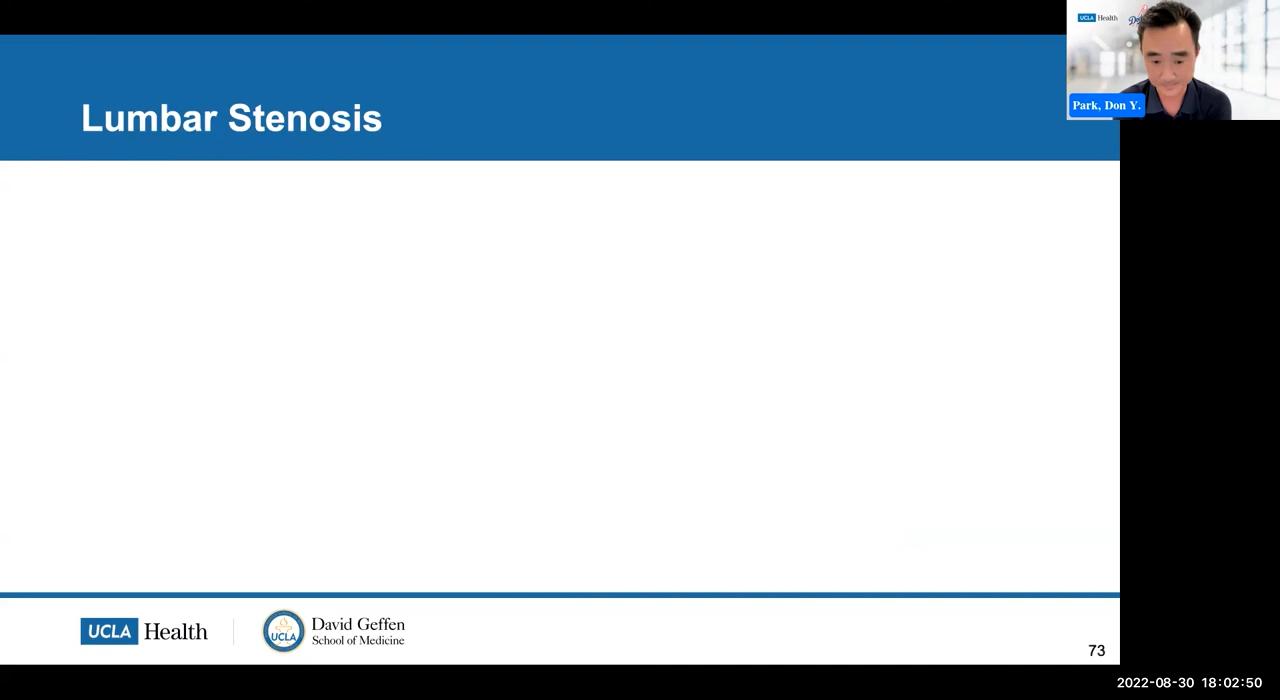 UCLA Health
Park, Don Y.
Lumbar Stenosis
UCLA Health
UCLA
David Geffen
School of Medicine
73
2022-08-30 18:02:50